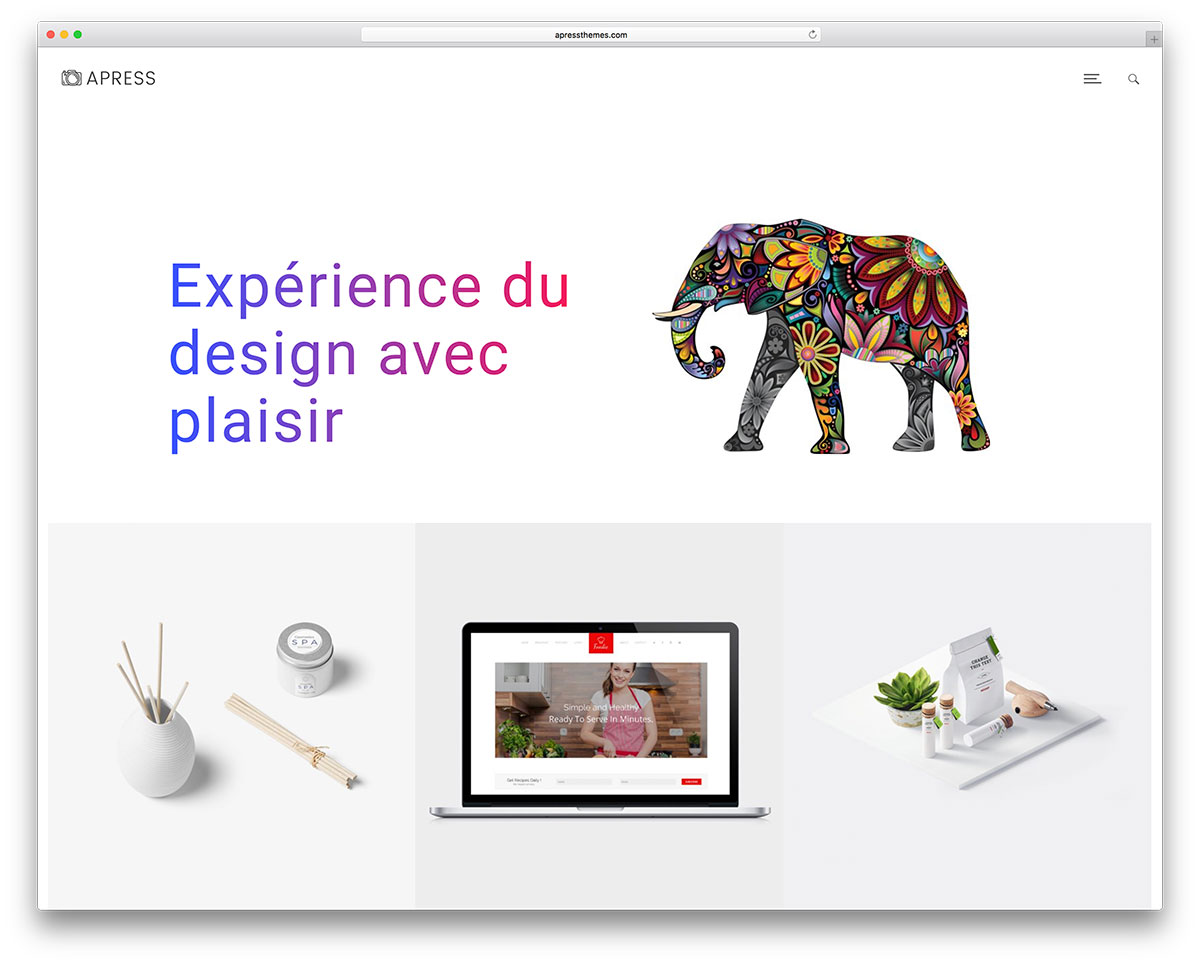 apressthemes.com
APRESS
Expérience du
design avec
plaisir
SPA
SPA
Simple and Healthy
Ready To Serve In Minutes.
Get Recipes Daily !
CHANGE
THIS TEXT